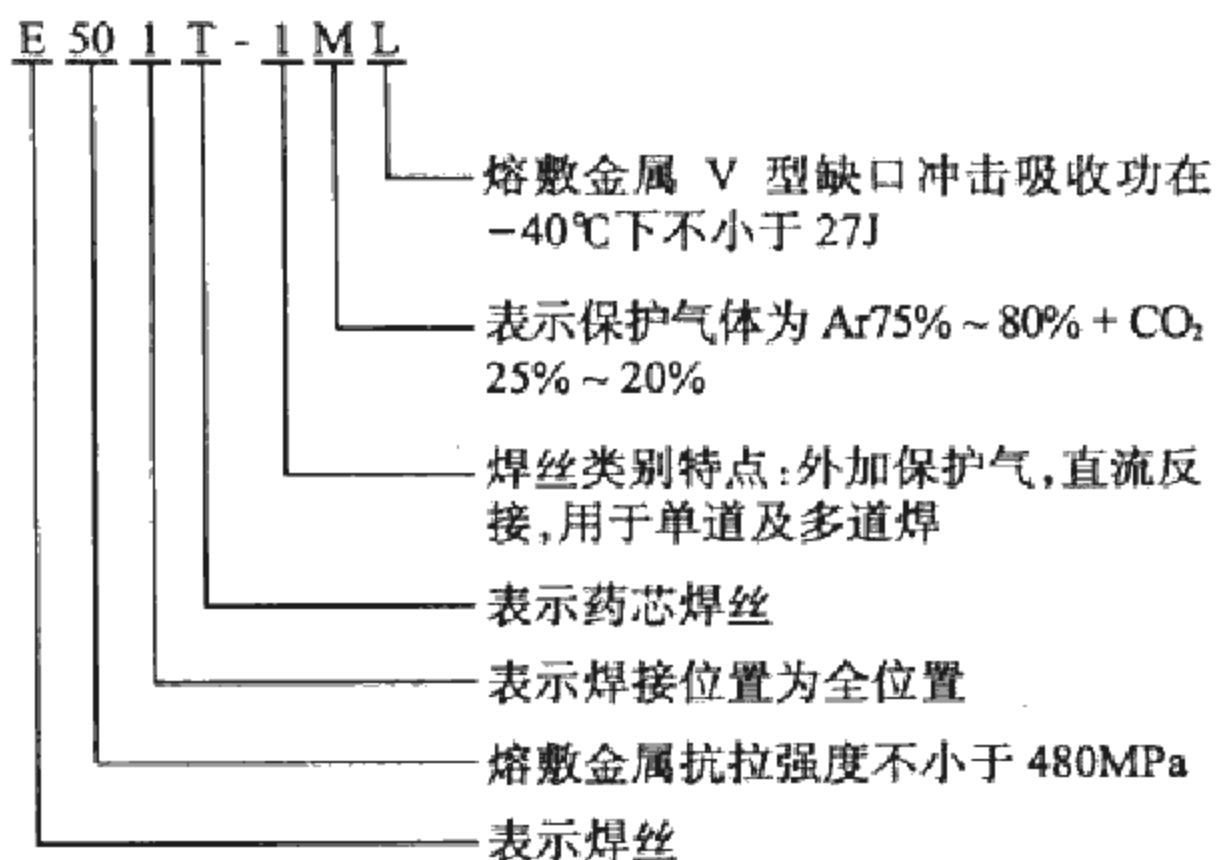 E 50 1 T - 1 M L
熔敷金属 V 型缺口冲击吸收功在
-40℃下不小于 27J
表示保护气体为 Ar75% ~ 80% + CO₂
25% ~ 20%
焊丝类别特点:外加保护气,直流反
接,用于单道及多道焊
表示药芯焊丝
表示焊接位置为全位置
熔敷金属抗拉强度不小于 480MPa
表示焊丝